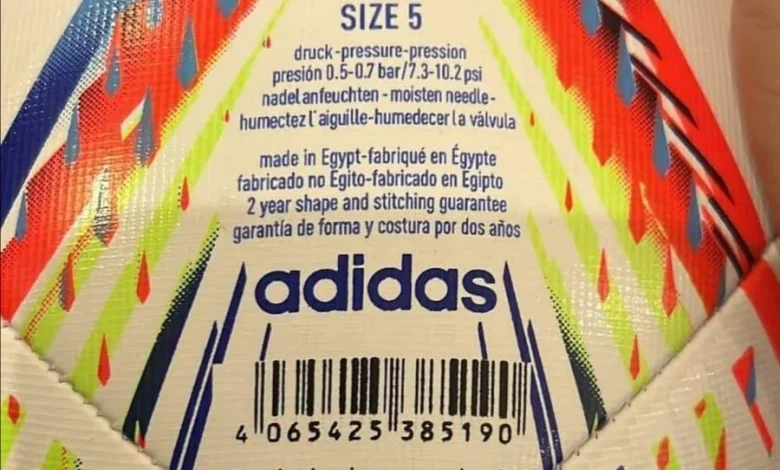 SIZE 5
druck-pressure-pression
presión 0.5-0.7 bar/7.3-10.2 psi
nadel anfeuchten - moisten needle-
humectez l'aiguille-humedecer la válvula
made in Egypt-fabriqué en Égypte
fabricado no Egito-fabricado en Egipto
2 year shape and stitching guarantee
garantía de forma y costura por dos años
adidas
4 065425 385190